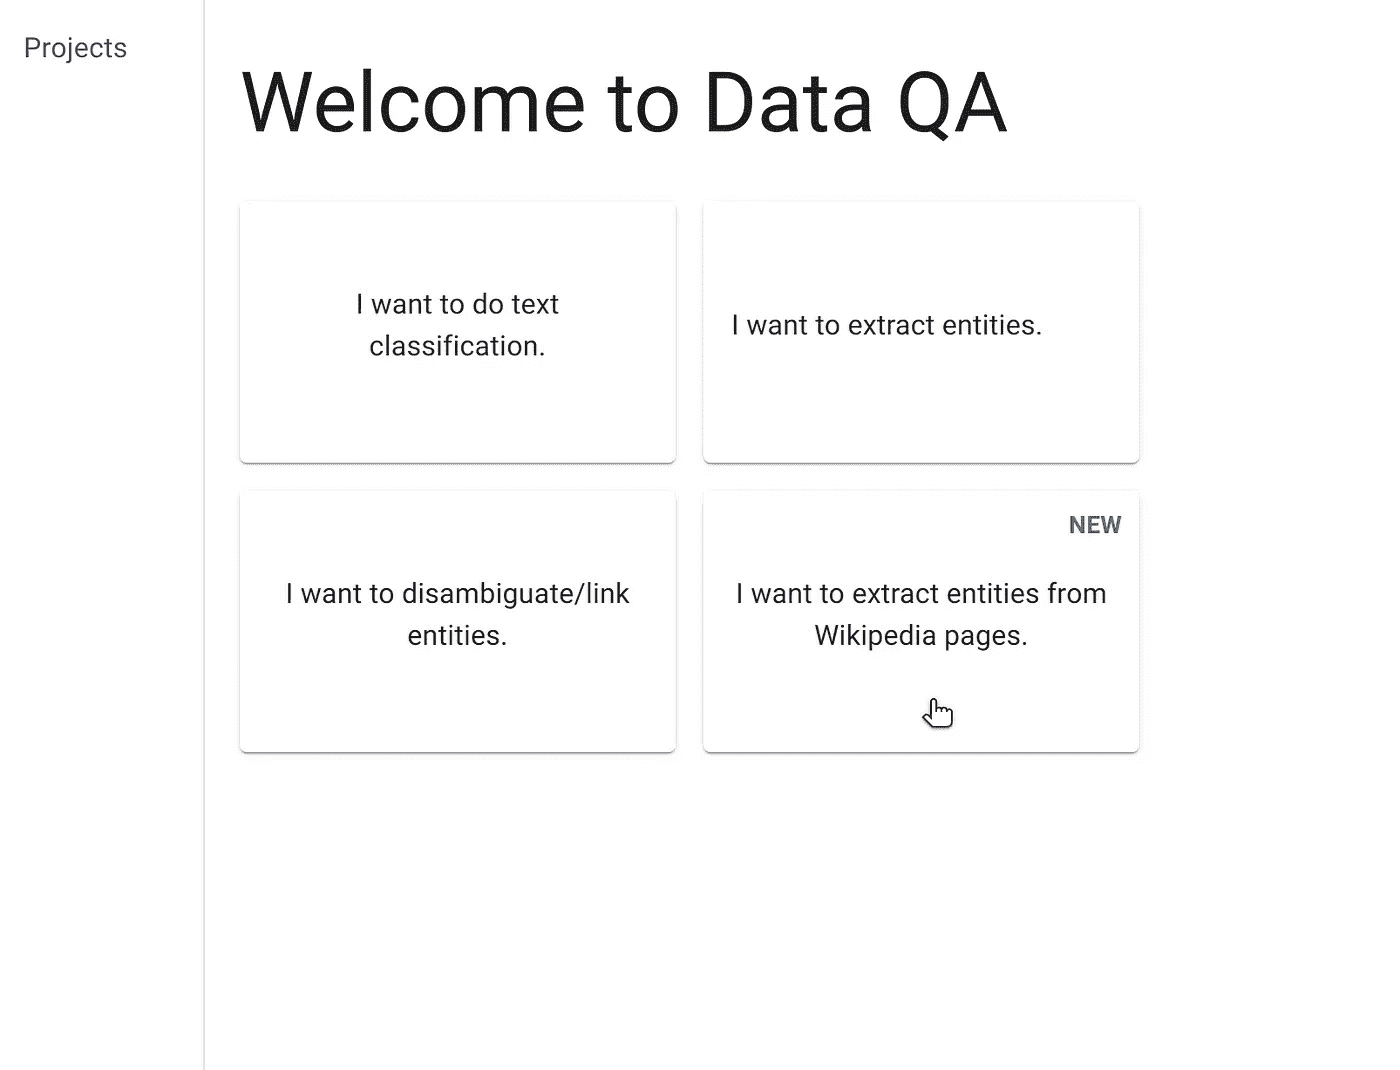 Projects
Welcome to Data QA
I want to do text
classification.
I want to extract entities.
I want to disambiguate/link
entities.
NEW
I want to extract entities from
Wikipedia pages.